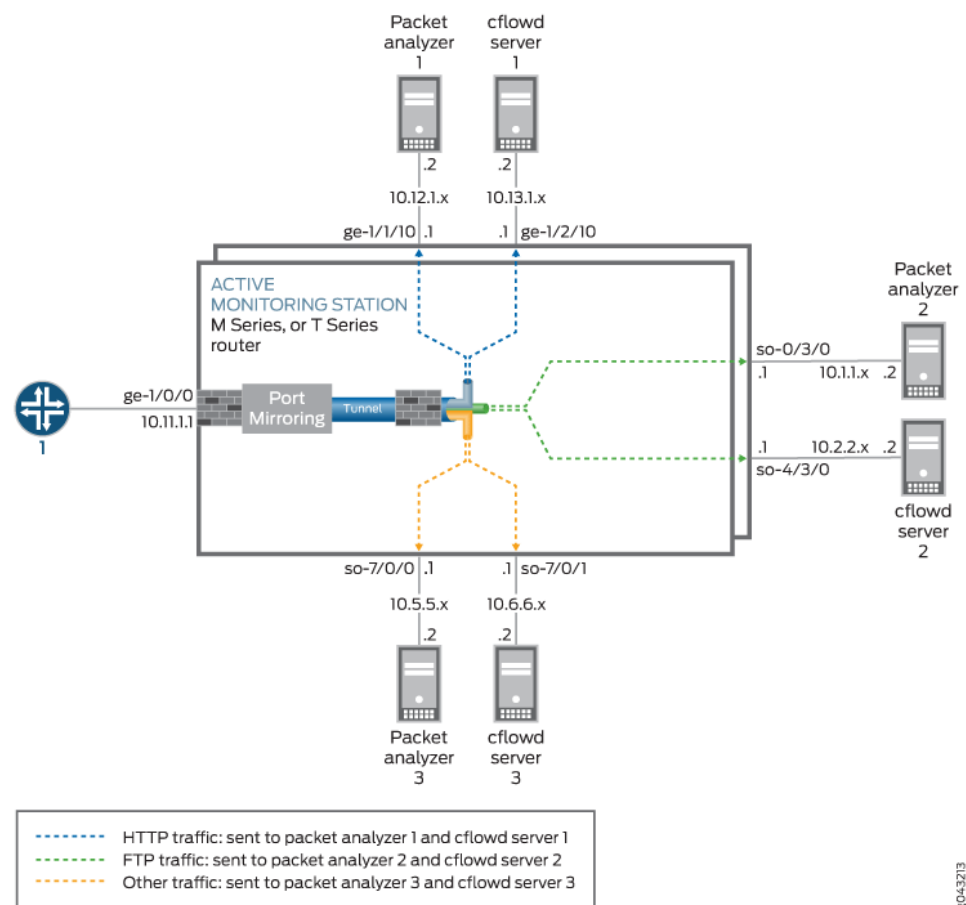 Packet
analyzer
1
cflowd
server
1
.2
.2
10.12.1.x
10.13.1.x
ge-1/1/10 .1
.1 ge-1/2/10
ACTIVE
MONITORING STATION
M Series, or T Series
router
Packet
analyzer
2
so-0/3/0
.1
10.1.1.x .2
ge-1/0/0
10.11.1.1
1
Port
Mirroring
Tunnel
.1
10.2.2.x .2
so-4/3/0
cflowd
server
2
so-7/0/0 .1
.1 so-7/0/1
10.5.5.x
10.6.6.x
.2
.2
Packet
analyzer
3
cflowd
server
3
HTTP traffic: sent to packet analyzer 1 and cflowd server 1
FTP traffic: sent to packet analyzer 2 and cflowd server 2
Other traffic: sent to packet analyzer 3 and cflowd server 3